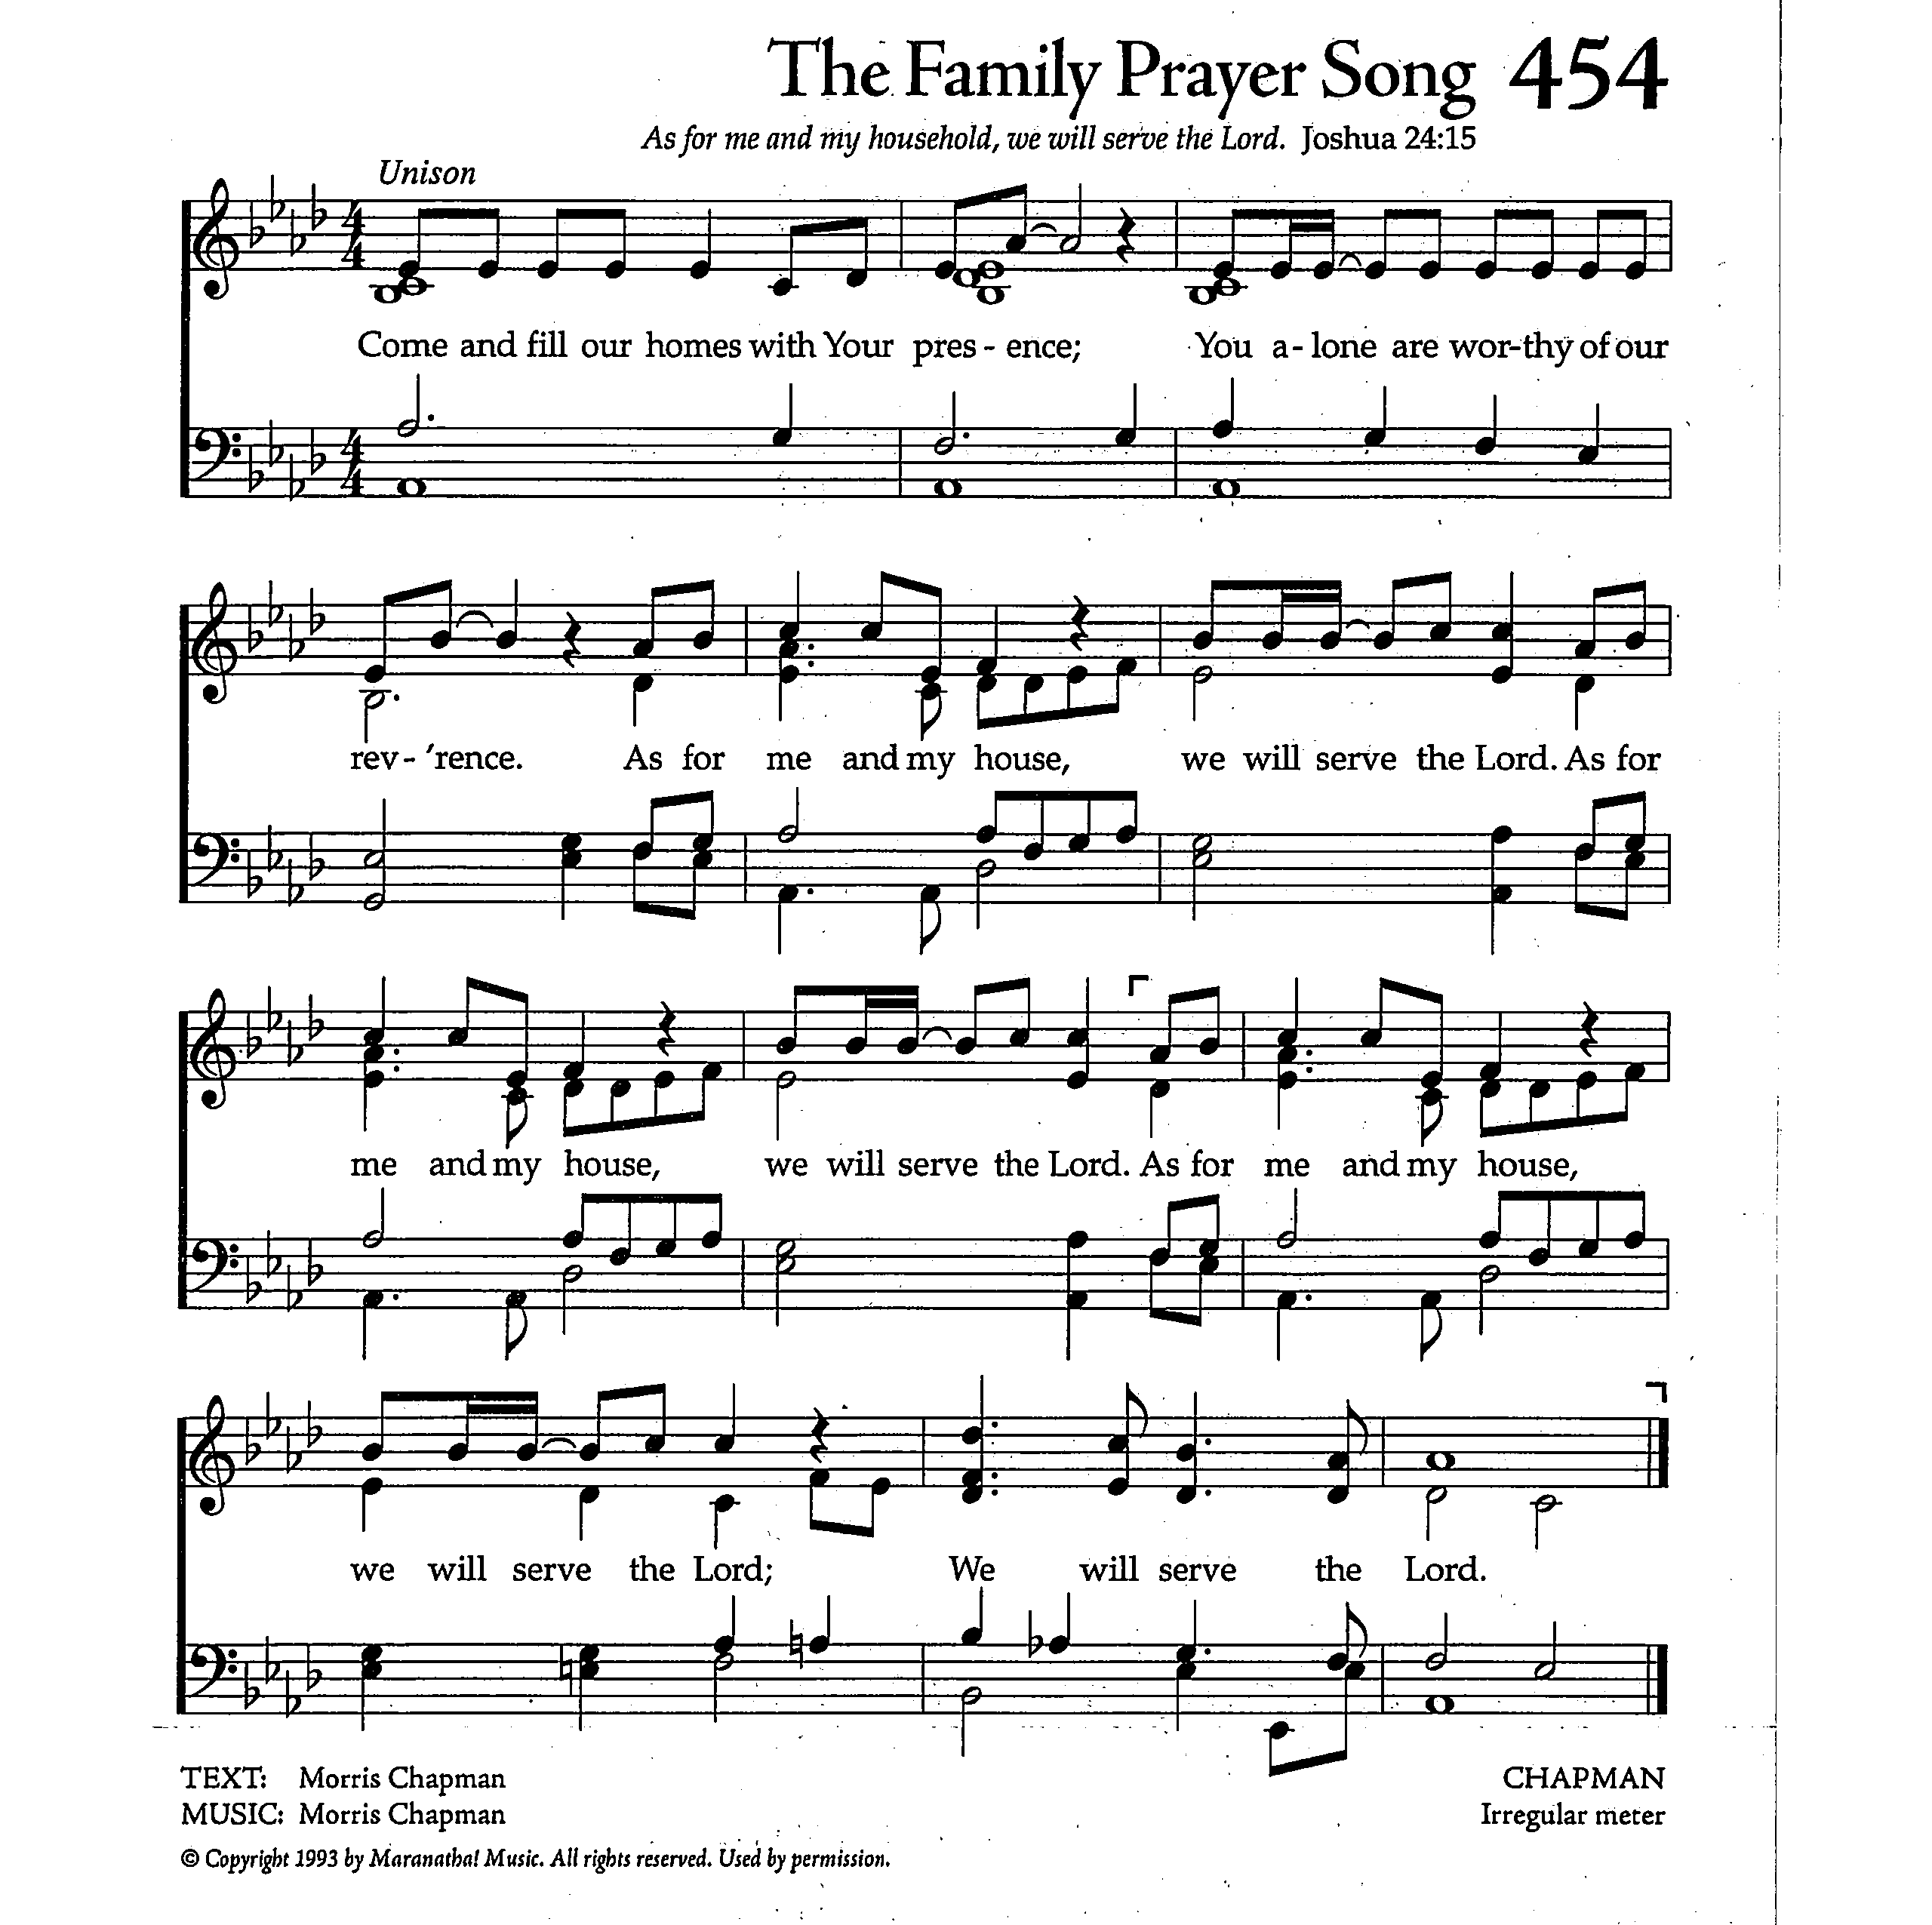 The Family Prayer Song 454
As for me and my household, we will serve the Lord. Joshua 24:15
Unison
4 4
Come and fill our homes with Your pres - ence; You a - lone are wor-thy of our
4 4
rev - 'rence. As for me and my house, we will serve the Lord. As for
me and my house, we will serve the Lord. As for me and my house,
we will serve the Lord; We will serve the Lord.
TEXT: Morris Chapman CHAPMAN
MUSIC: Morris Chapman Irregular meter
© Copyright 1993 by Maranatha! Music. All rights reserved. Used by permission.